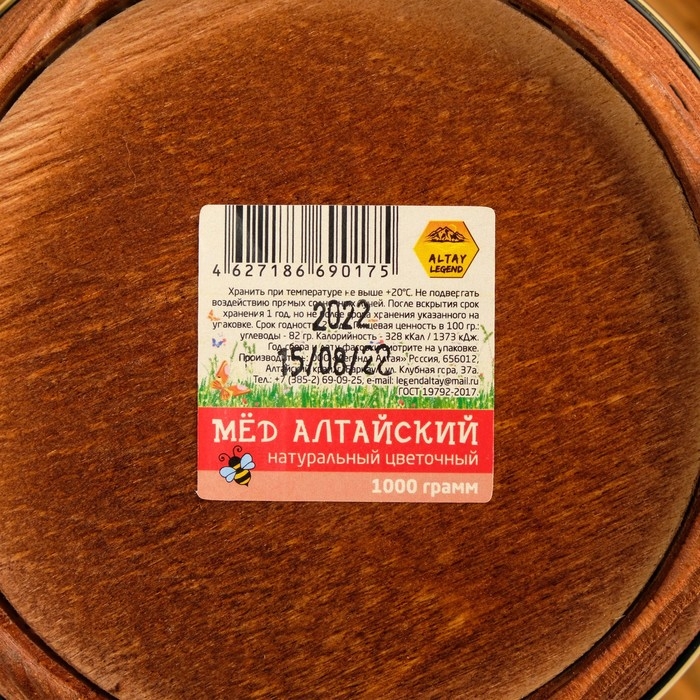 4 627186 690175
ALTAY
LEGEND
Хранить при температуре не выше +20°С. Не подвергать
воздействию прямых солнечных лучей. После вскрытия срок
хранения 1 год, но не более срока хранения указанного на
упаковке. Срок годности Пищевая ценность в 100 гр.:
углеводы - 82 гр. Калорийность - 328 кКал / 1373 кДж.
Год сбора и дату фасовки смотрите на упаковке.
Производитель: ООО «Легенда Алтая» Россия, 656012,
Алтайский край, г. Барнаул, ул. Клубная гора, 37а.
Тел.: +7 (385-2) 69-09-25, e-mail: legendaltay@mail.ru
ГОСТ 19792-2017.
2022
15/08/22
МЁД АЛТАЙСКИЙ
натуральный цветочный
1000 грамм